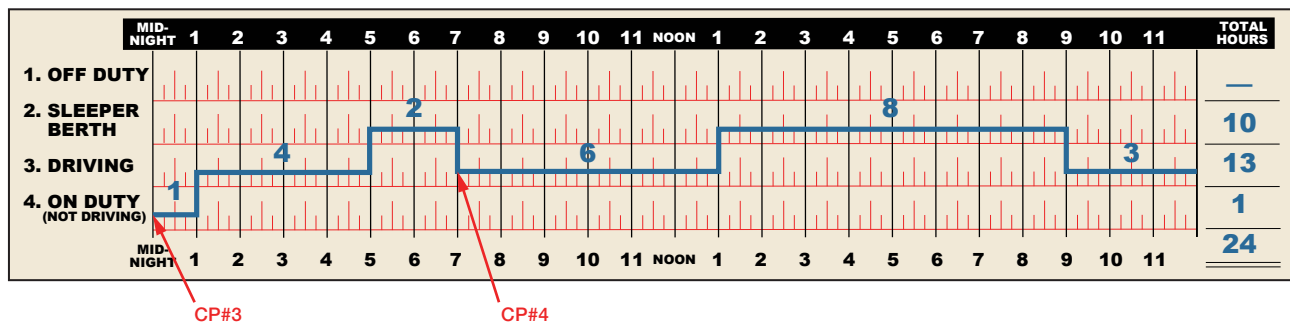 MID-NIGHT 1 2 3 4 5 6 7 8 9 10 11 NOON 1 2 3 4 5 6 7 8 9 10 11 TOTAL HOURS
1. OFF DUTY —
2. SLEEPER BERTH 2 8 10
3. DRIVING 4 6 3 13
4. ON DUTY 1 1
(NOT DRIVING)
MID-NIGHT 1 2 3 4 5 6 7 8 9 10 11 NOON 1 2 3 4 5 6 7 8 9 10 11 24
CP#3 CP#4